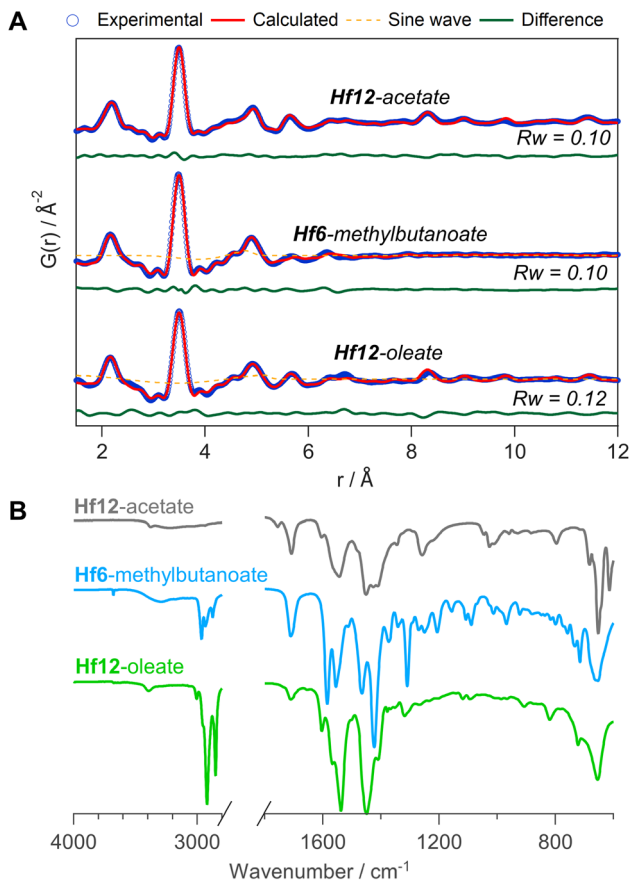 A
Experimental Calculated Sine wave Difference
Hf12-acetate
Rw = 0.10
Hf6-methylbutanoate
Rw = 0.10
Hf12-oleate
Rw = 0.12
G(r) / Å⁻²
2 4 6 8 10 12
r / Å
B
Hf12-acetate
Hf6-methylbutanoate
Hf12-oleate
4000 3000 1600 1200 800
Wavenumber / cm⁻¹